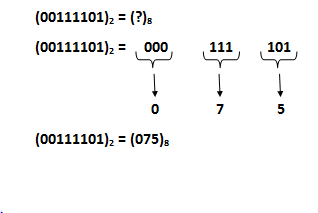 (00111101)₂ = (?)₈
(00111101)₂ = 000 111 101
0 7 5
(00111101)₂ = (075)₈